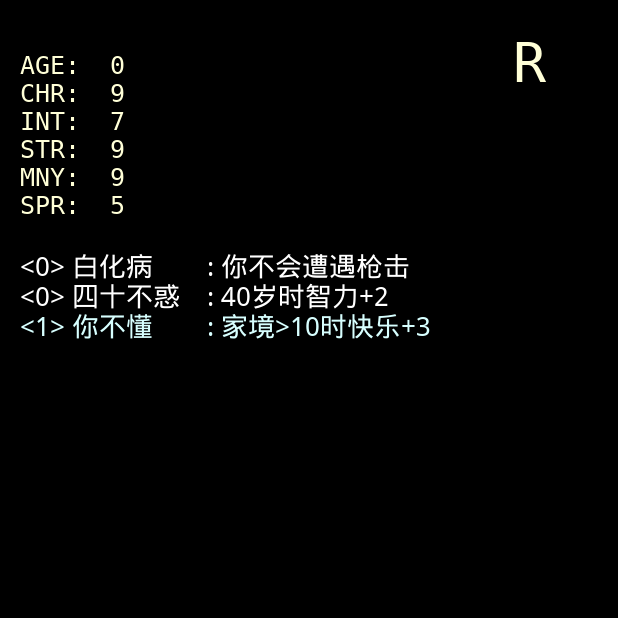 R
AGE: 0
CHR: 9
INT: 7
STR: 9
MNY: 9
SPR: 5
<0> 白化病 : 你不会遭遇枪击
<0> 四十不惑 : 40岁时智力+2
<1> 你不懂 : 家境>10时快乐+3